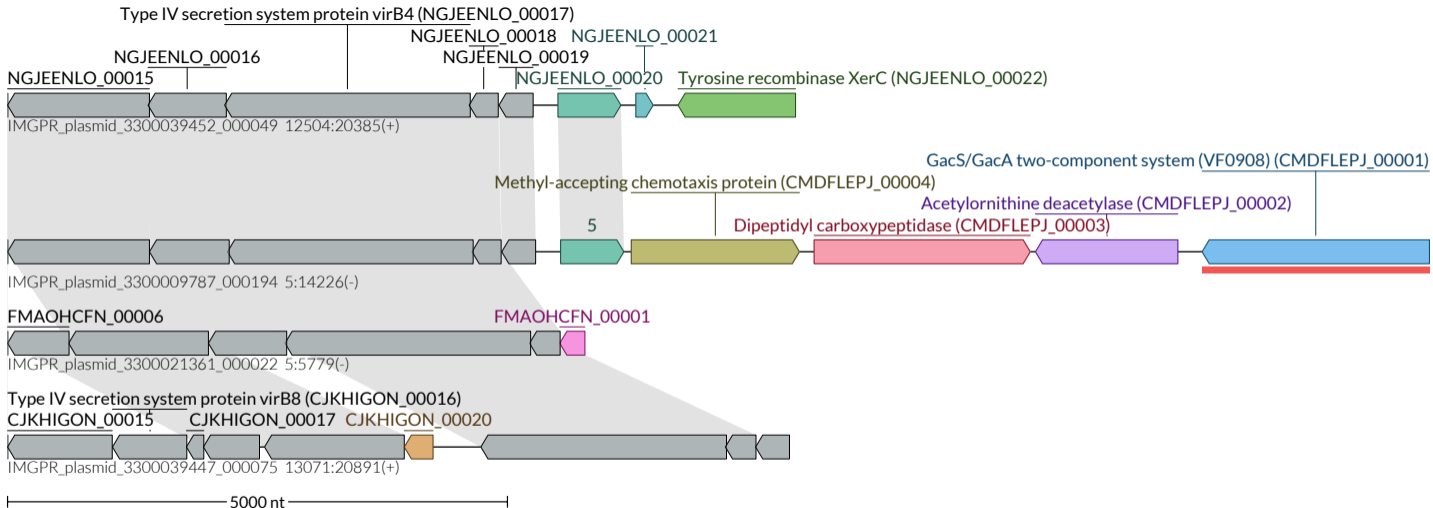 Type IV secretion system protein virB4 (NGJEENLO_00017)
NGJEENLO_00018 NGJEENLO_00021
NGJEENLO_00016 NGJEENLO_00019
NGJEENLO_00015 NGJEENLO_00020 Tyrosine recombinase XerC (NGJEENLO_00022)
IMGPR_plasmid_3300039452_000049 12504:20385(+)
GacS/GacA two-component system (VF0908) (CMDFLEPJ_00001)
Methyl-accepting chemotaxis protein (CMDFLEPJ_00004)
Acetylornithine deacetylase (CMDFLEPJ_00002)
5 Dipeptidyl carboxypeptidase (CMDFLEPJ_00003)
IMGPR_plasmid_3300009787_000194 5:14226(-)
FMAOHCFN_00006 FMAOHCFN_00001
IMGPR_plasmid_3300021361_000022 5:5779(-)
Type IV secretion system protein virB8 (CJKHIGON_00016)
CJKHIGON_00015 CJKHIGON_00017 CJKHIGON_00020
IMGPR_plasmid_3300039447_000075 13071:20891(+)
5000 nt